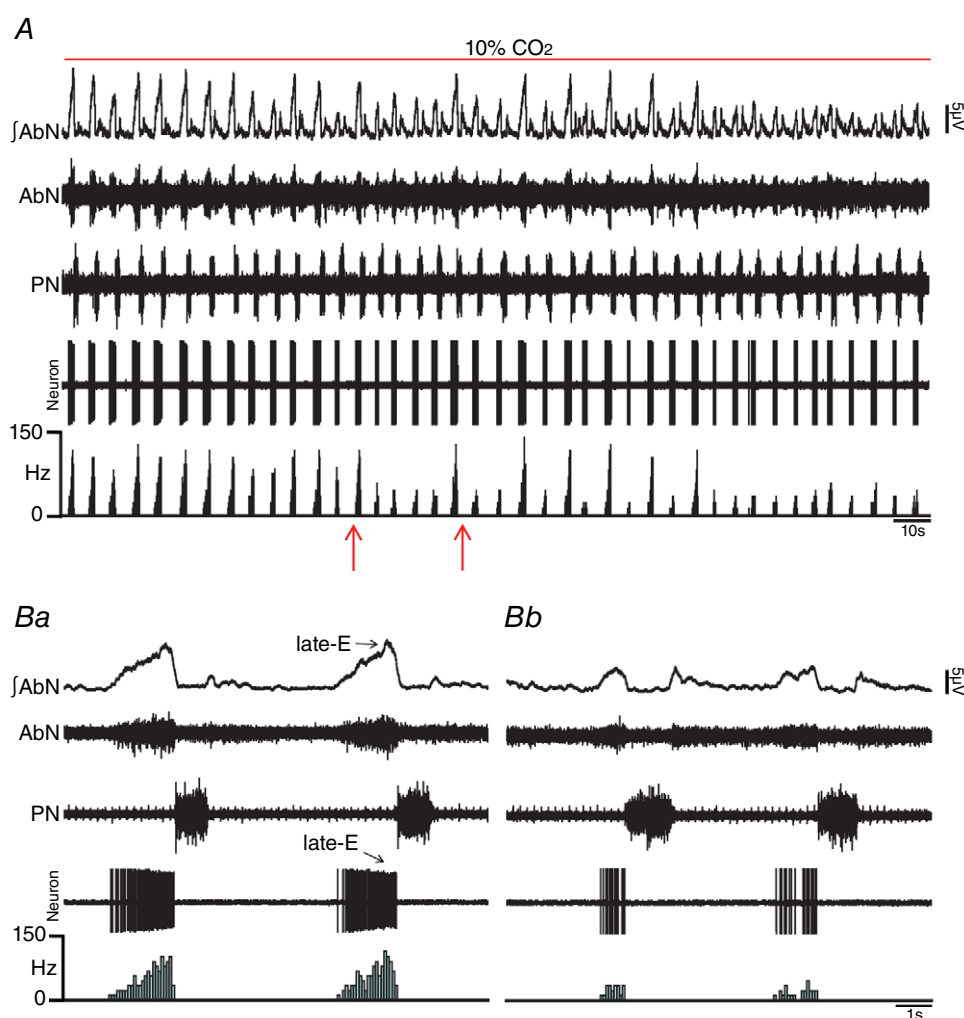 A
10% CO2
∫AbN
5μV
AbN
PN
Neuron
150
Hz
0
10s
Ba
Bb
late-E
∫AbN
5μV
AbN
PN
late-E
Neuron
150
Hz
0
1s